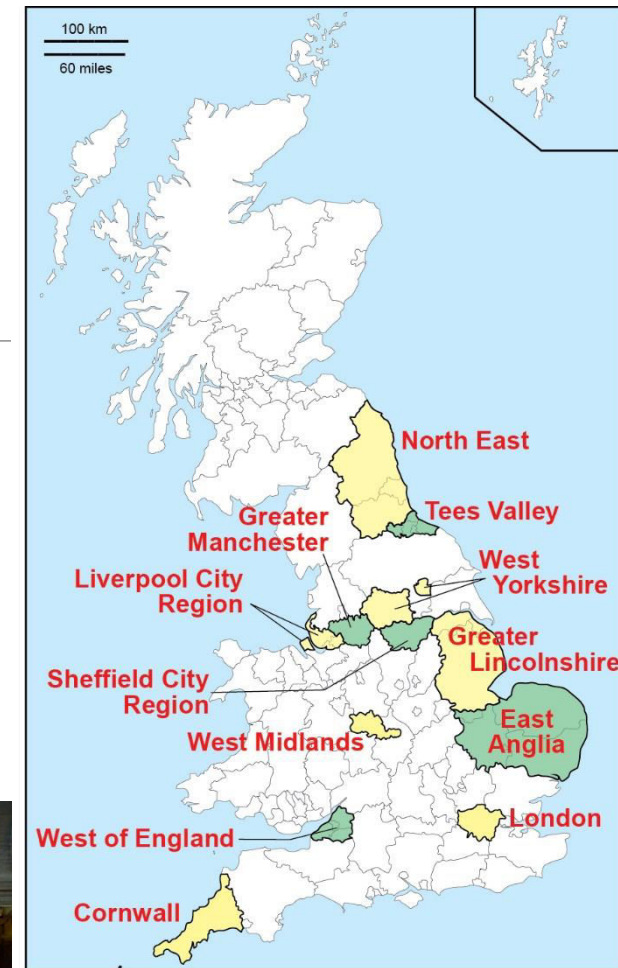 100 km
60 miles
North East
Tees Valley
Greater
Manchester
West
Yorkshire
Liverpool City
Region
Greater
Lincolnshire
Sheffield City
Region
East
Anglia
West Midlands
London
West of England
Cornwall